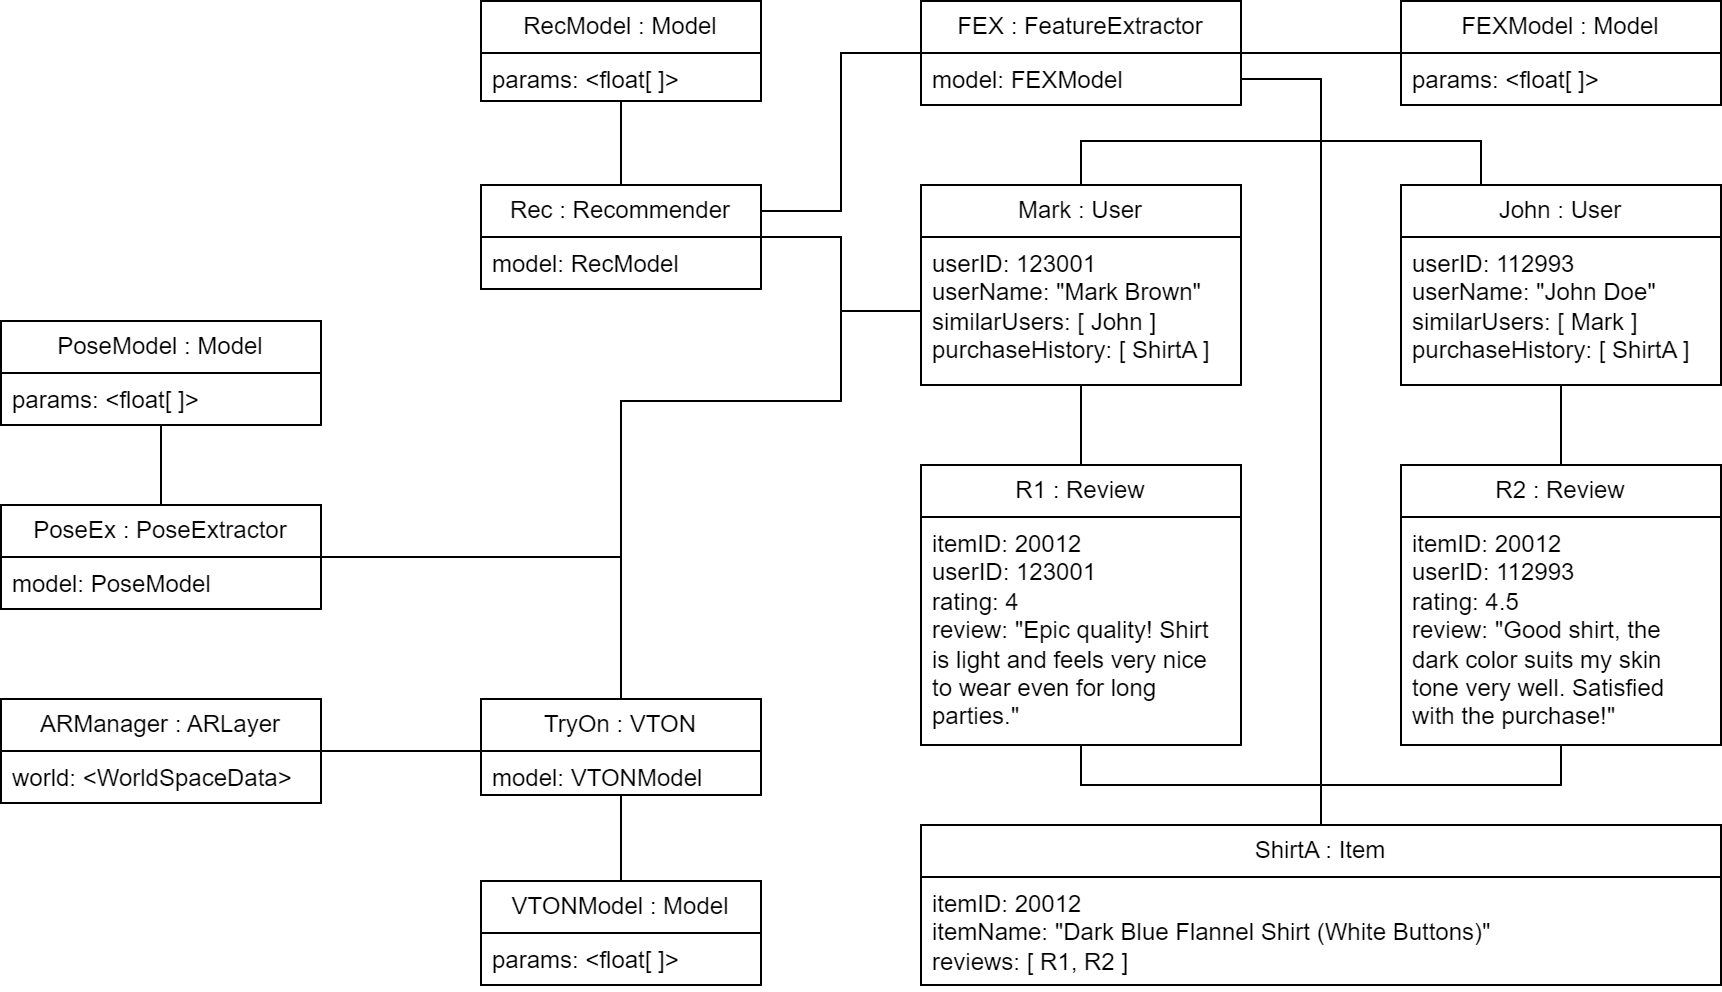 RecModel : Model
params: <float[ ]>
FEX : FeatureExtractor
model: FEXModel
FEXModel : Model
params: <float[ ]>
Rec : Recommender
model: RecModel
Mark : User
userID: 123001
userName: "Mark Brown"
similarUsers: [ John ]
purchaseHistory: [ ShirtA ]
John : User
userID: 112993
userName: "John Doe"
similarUsers: [ Mark ]
purchaseHistory: [ ShirtA ]
PoseModel : Model
params: <float[ ]>
PoseEx : PoseExtractor
model: PoseModel
R1 : Review
itemID: 20012
userID: 123001
rating: 4
review: "Epic quality! Shirt
is light and feels very nice
to wear even for long
parties."
R2 : Review
itemID: 20012
userID: 112993
rating: 4.5
review: "Good shirt, the
dark color suits my skin
tone very well. Satisfied
with the purchase!"
ARManager : ARLayer
world: <WorldSpaceData>
TryOn : VTON
model: VTONModel
VTONModel : Model
params: <float[ ]>
ShirtA : Item
itemID: 20012
itemName: "Dark Blue Flannel Shirt (White Buttons)"
reviews: [ R1, R2 ]